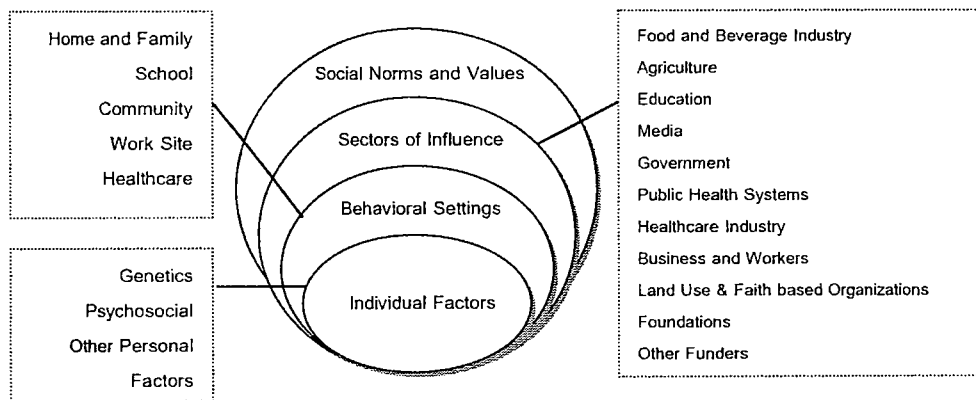 Home and Family
School
Community
Work Site
Healthcare
Genetics
Psychosocial
Other Personal
Factors
Social Norms and Values
Sectors of Influence
Behavioral Settings
Individual Factors
Food and Beverage Industry
Agriculture
Education
Media
Government
Public Health Systems
Healthcare Industry
Business and Workers
Land Use & Faith based Organizations
Foundations
Other Funders